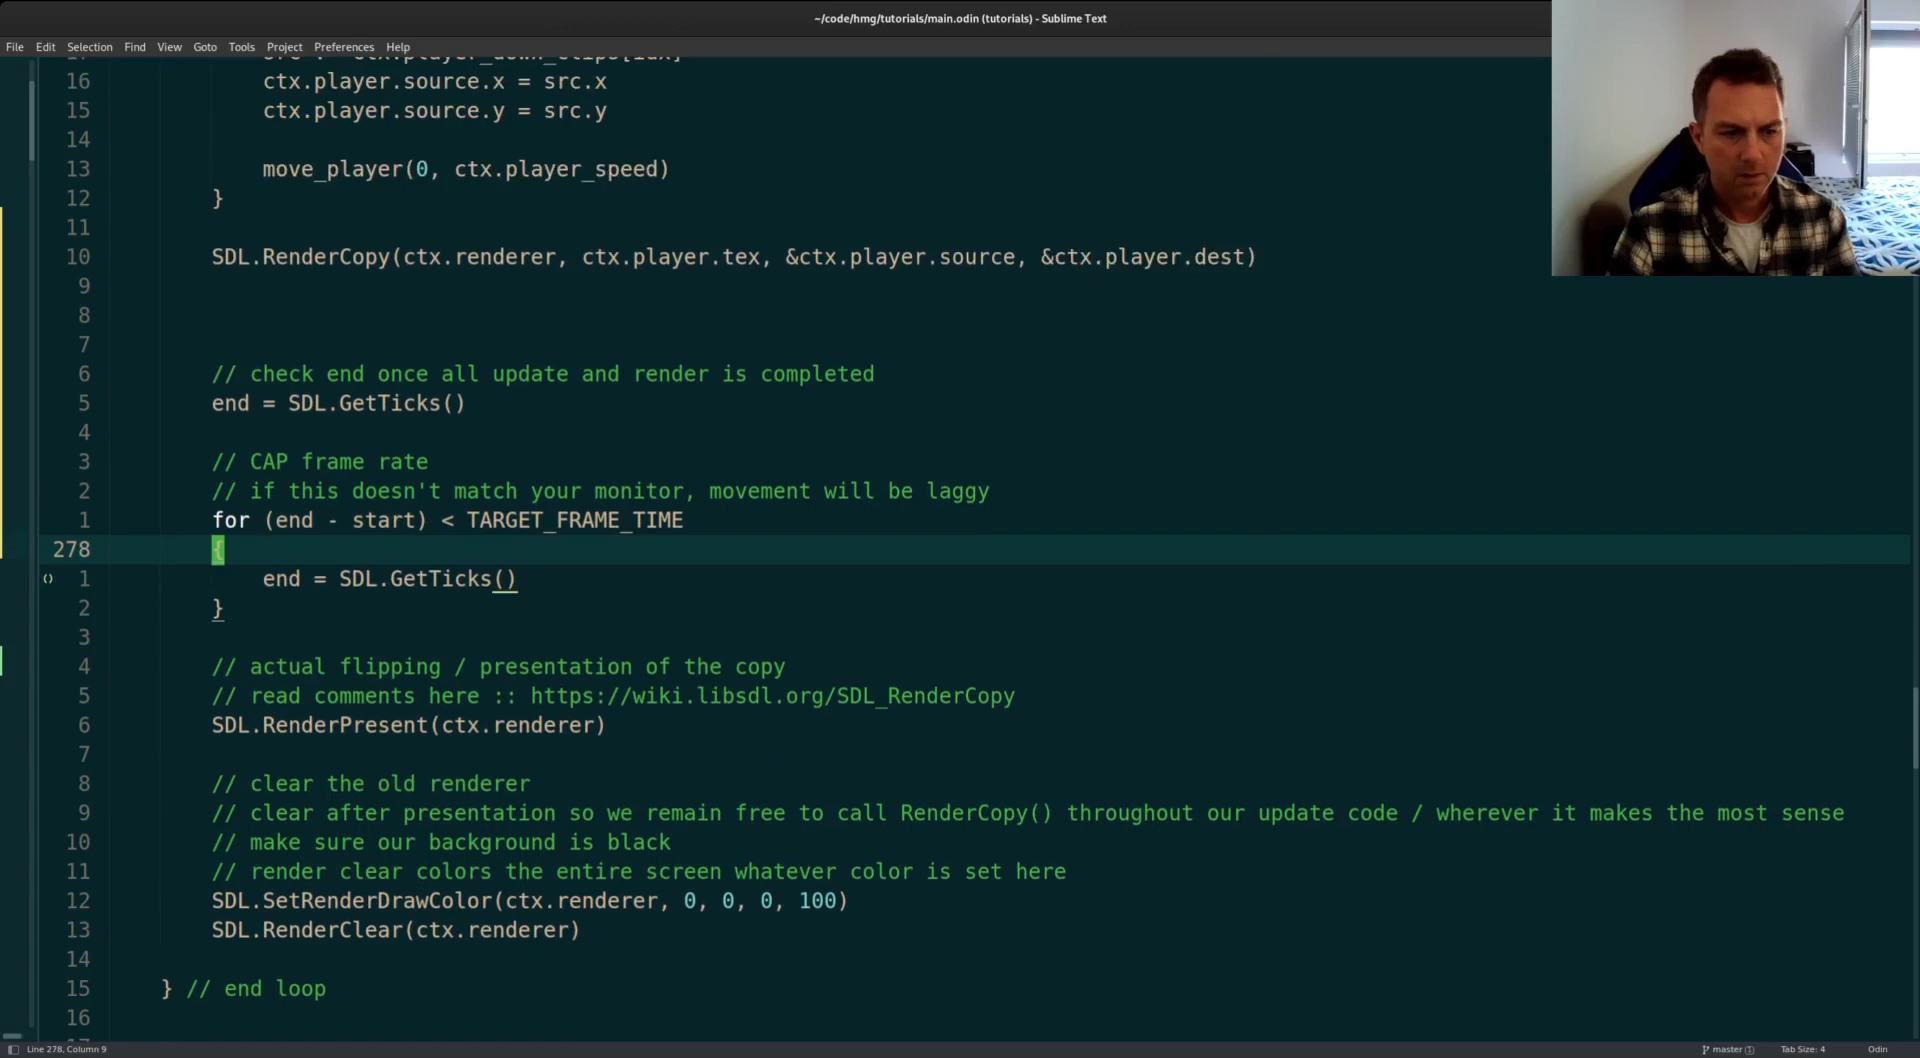 ~/code/hmg/tutorials/main.odin (tutorials) - Sublime Text
File Edit Selection Find View Goto Tools Project Preferences Help
16 ctx.player.source.x = src.x
15 ctx.player.source.y = src.y
14
13 move_player(0, ctx.player_speed)
12 }
11
10 SDL.RenderCopy(ctx.renderer, ctx.player.tex, &ctx.player.source, &ctx.player.dest)
9
8
7
6 // check end once all update and render is completed
5 end = SDL.GetTicks()
4
3 // CAP frame rate
2 // if this doesn't match your monitor, movement will be laggy
1 for (end - start) < TARGET_FRAME_TIME
278 {
() 1 end = SDL.GetTicks()
2 }
3
4 // actual flipping / presentation of the copy
5 // read comments here :: https://wiki.libsdl.org/SDL_RenderCopy
6 SDL.RenderPresent(ctx.renderer)
7
8 // clear the old renderer
9 // clear after presentation so we remain free to call RenderCopy() throughout our update code / wherever it makes the most sense
10 // make sure our background is black
11 // render clear colors the entire screen whatever color is set here
12 SDL.SetRenderDrawColor(ctx.renderer, 0, 0, 0, 100)
13 SDL.RenderClear(ctx.renderer)
14
15 } // end loop
16
Line 278, Column 9 master (1) Tab Size: 4 Odin